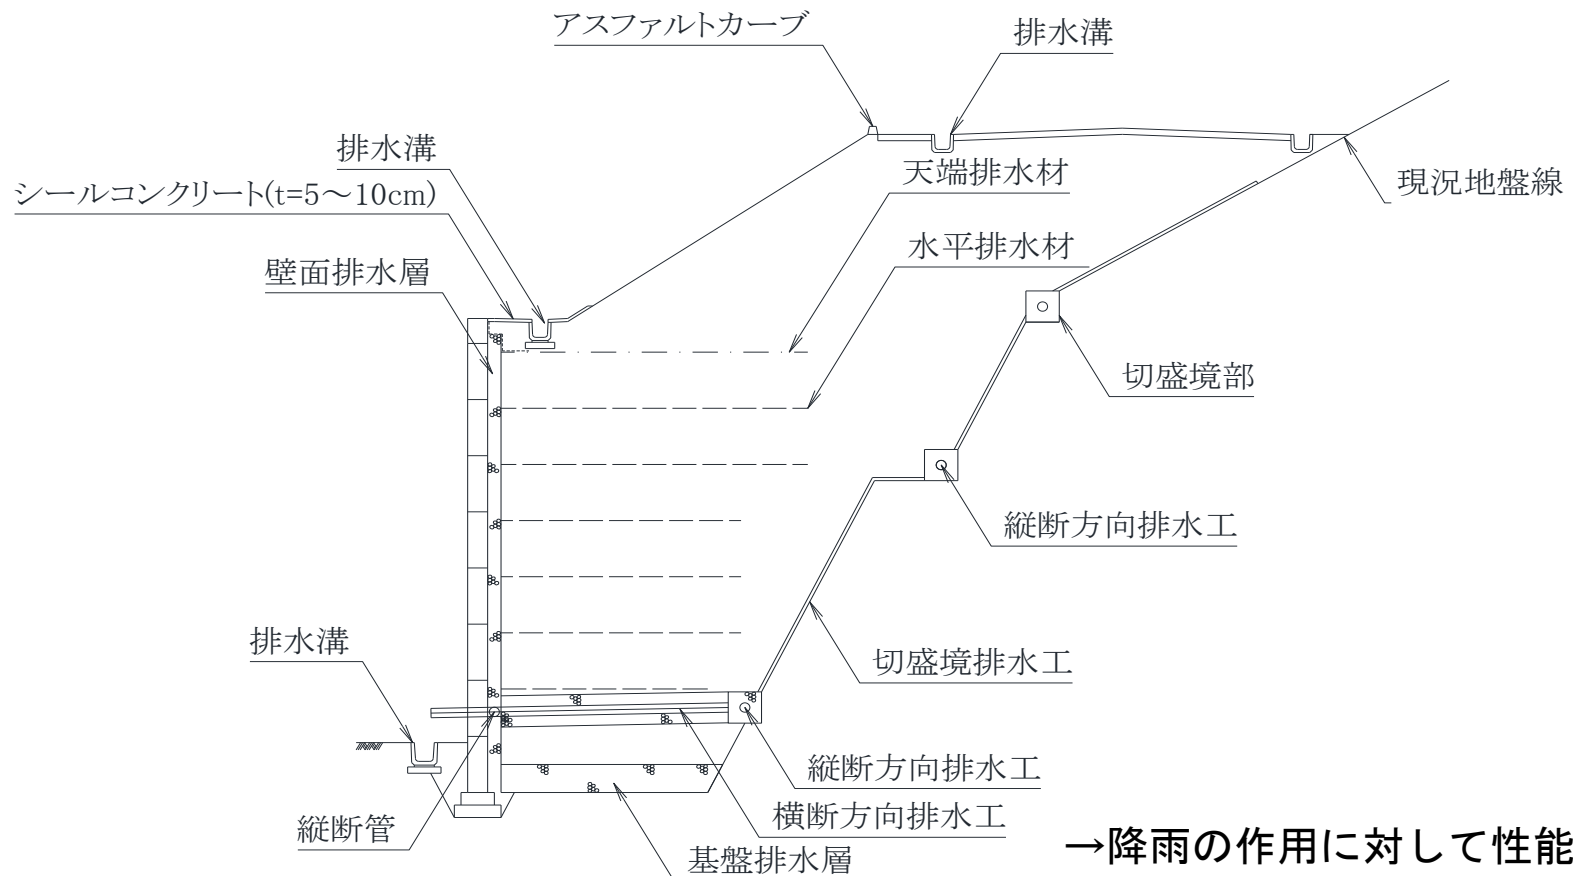 アスファルトカーブ
排水溝
排水溝
天端排水材
シールコンクリート(t=5～10cm)
現況地盤線
水平排水材
壁面排水層
切盛境部
縦断方向排水工
排水溝
切盛境排水工
縦断方向排水工
縦断管
横断方向排水工
基盤排水層
→降雨の作用に対して性能